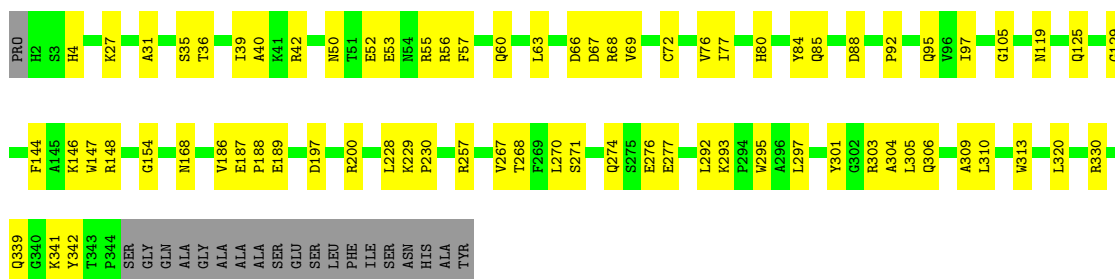 PRO H2 S3 H4 K27 A31 S35 T36 I39 A40 K41 R42 N50 T51 E52 E53 N54 R55 R56 F57 Q60 L63 D66 D67 R68 V69 C72 V76 I77 H80 Y84 Q85 D88 P92 Q95 V96 I97 G105 N119 Q125 G129
F144 A145 K146 W147 R148 G154 N168 V186 E187 P188 E189 D197 R200 L228 K229 P230 R257 V267 T268 F269 L270 S271 Q274 S275 E276 E277 L292 K293 P294 W295 A296 L297 Y301 G302 R303 A304 L305 Q306 A309 L310 W313 L320 R330
Q339 G340 K341 Y342 T343 P344 SER GLY GLN ALA GLY ALA ALA ALA SER GLU SER LEU PHE ILE SER ASN HIS ALA TYR